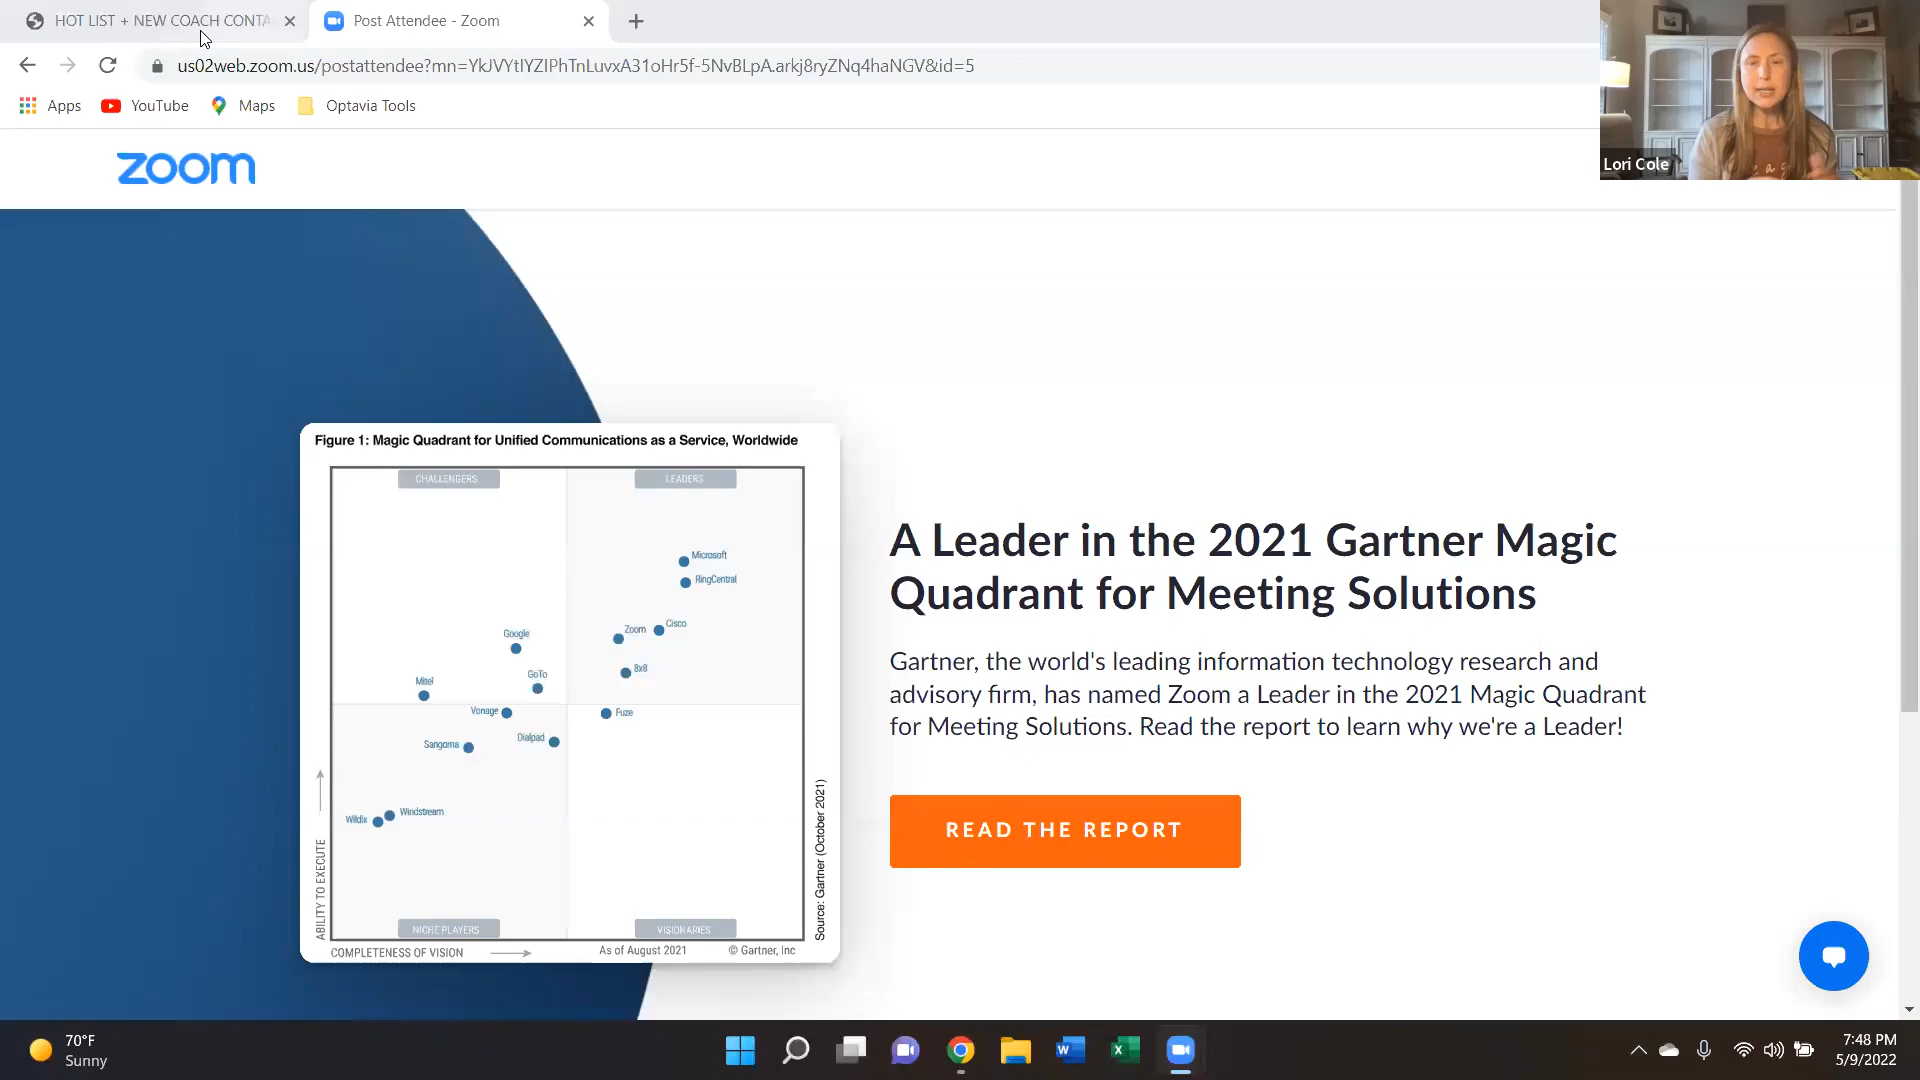 HOT LIST + NEW COACH CONTA
Post Attendee - Zoom
us02web.zoom.us/postattendee?mn=YkJVYtIYZIPhTnLuvxA31oHr5f-5NvBLpA.arkj8ryZNq4haNGV&id=5
Apps
YouTube
Maps
Optavia Tools
Lori Cole
zoom
Figure 1: Magic Quadrant for Unified Communications as a Service, Worldwide
CHALLENGERS
LEADERS
Microsoft
RingCentral
Google
Zoom
Cisco
8x8
GoTo
Mitel
Vonage
Fuze
Sangoma
Dialpad
Wildix
Windstream
NICHE PLAYERS
VISIONARIES
ABILITY TO EXECUTE
COMPLETENESS OF VISION
As of August 2021
© Gartner, Inc
Source: Gartner (October 2021)
A Leader in the 2021 Gartner Magic
Quadrant for Meeting Solutions
Gartner, the world's leading information technology research and
advisory firm, has named Zoom a Leader in the 2021 Magic Quadrant
for Meeting Solutions. Read the report to learn why we're a Leader!
READ THE REPORT
70°F
Sunny
7:48 PM
5/9/2022